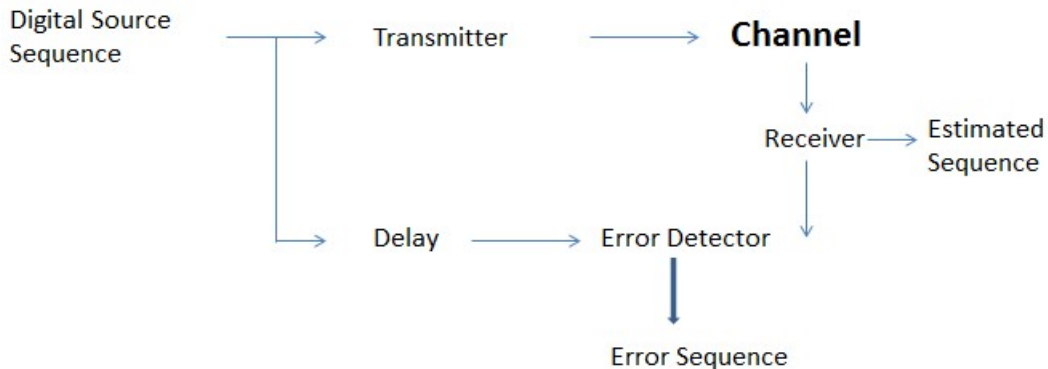 Digital Source
Sequence
Transmitter
Channel
Receiver
Estimated
Sequence
Delay
Error Detector
Error Sequence